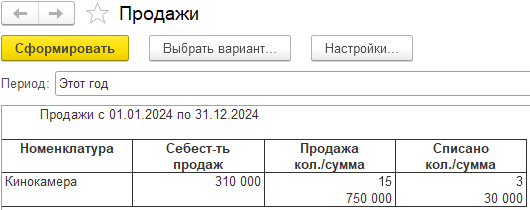 Продажи
Сформировать Выбрать вариант... Настройки...
Период: Этот год
Продажи с 01.01.2024 по 31.12.2024
Номенклатура Себест-ть продаж Продажа кол./сумма Списано кол./сумма
Кинокамера 310 000 15 3
750 000 30 000